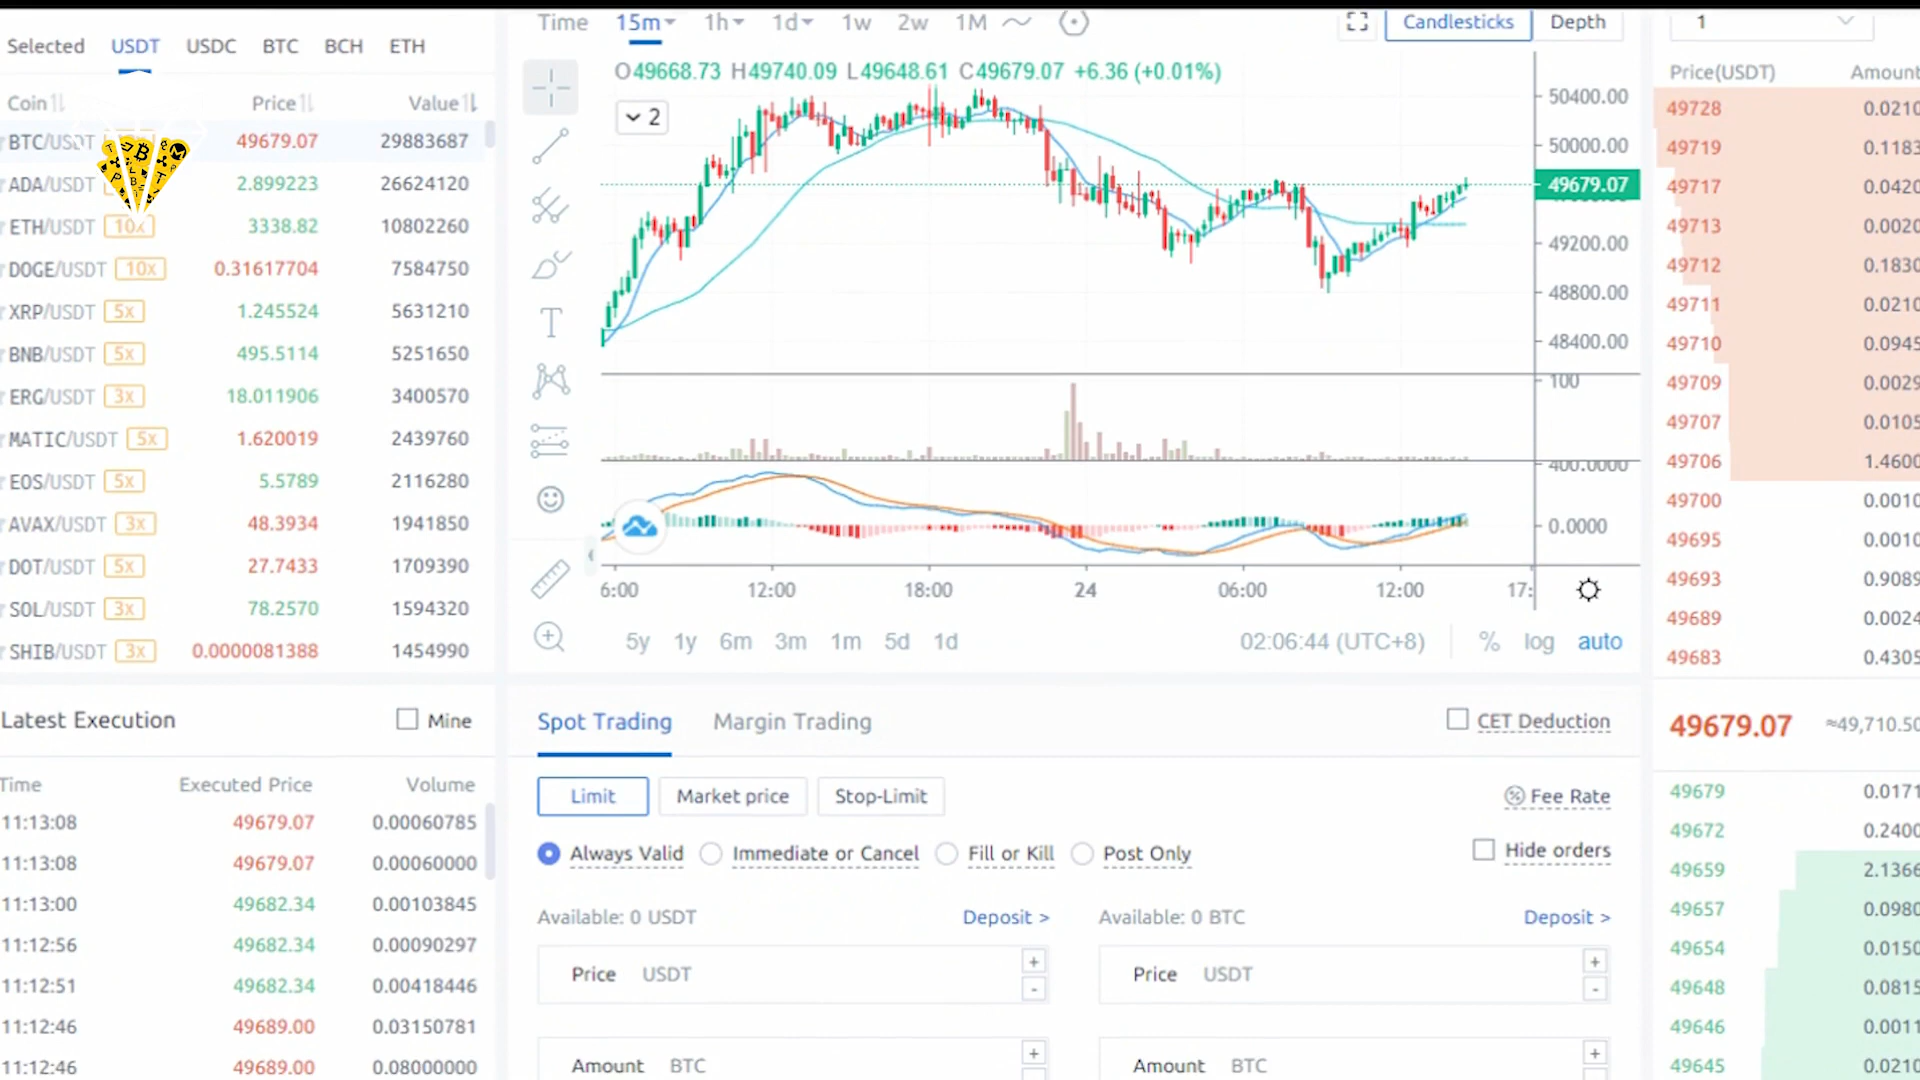 Selected USDT USDC BTC BCH ETH
Coin Price Value
BTC/USDT 49679.07 29883687
ADA/USDT 2.899223 26624120
ETH/USDT 10x 3338.82 10802260
DOGE/USDT 10x 0.31617704 7584750
XRP/USDT 5x 1.245524 5631210
BNB/USDT 5x 495.5114 5251650
ERG/USDT 3x 18.011906 3400570
MATIC/USDT 5x 1.620019 2439760
EOS/USDT 5x 5.5789 2116280
AVAX/USDT 3x 48.3934 1941850
DOT/USDT 5x 27.7433 1709390
SOL/USDT 3x 78.2570 1594320
SHIB/USDT 3x 0.0000081388 1454990
Latest Execution Mine
Time Executed Price Volume
11:13:08 49679.07 0.00060785
11:13:08 49679.07 0.00060000
11:13:00 49682.34 0.00103845
11:12:56 49682.34 0.00090297
11:12:51 49682.34 0.00418446
11:12:46 49689.00 0.03150781
11:12:46 49689.00 0.08000000
Time 15m 1h 1d 1w 2w 1M
Candlesticks Depth
O49668.73 H49740.09 L49648.61 C49679.07 +6.36 (+0.01%)
2
50400.00
50000.00
49679.07
49200.00
48800.00
48400.00
100
400.0000
0.0000
6:00 12:00 18:00 24 06:00 12:00 17:
5y 1y 6m 3m 1m 5d 1d 02:06:44 (UTC+8) % log auto
Spot Trading Margin Trading CET Deduction
Limit Market price Stop-Limit Fee Rate
Always Valid Immediate or Cancel Fill or Kill Post Only Hide orders
Available: 0 USDT Deposit > Available: 0 BTC Deposit >
Price USDT + - Price USDT + -
Amount BTC + Amount BTC +
1
Price(USDT) Amount
49728 0.0210
49719 0.1183
49717 0.0420
49713 0.0020
49712 0.1830
49711 0.0210
49710 0.0945
49709 0.0029
49707 0.0105
49706 1.4600
49700 0.0010
49695 0.0010
49693 0.9089
49689 0.0024
49683 0.4305
49679.07 ≈49,710.50
49679 0.0171
49672 0.2400
49659 2.1366
49657 0.0980
49654 0.0150
49648 0.0815
49646 0.0011
49645 0.0210